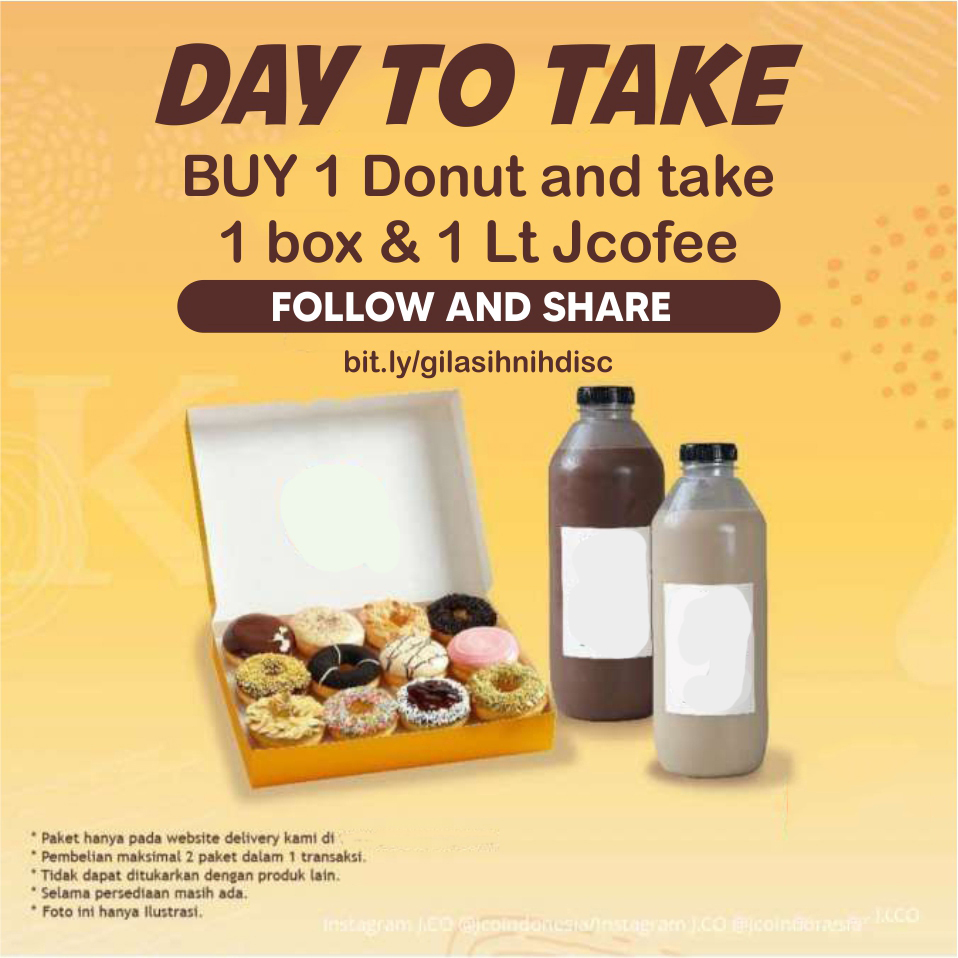 DAY TO TAKE
BUY 1 Donut and take
1 box & 1 Lt Jcofee
FOLLOW AND SHARE
bit.ly/gilasihnihdisc
K
* Paket hanya pada website delivery kami di
* Pembelian maksimal 2 paket dalam 1 transaksi.
* Tidak dapat ditukarkan dengan produk lain.
* Selama persediaan masih ada.
* Foto ini hanya Ilustrasi.
Instagram J.CO @jcoindonesia/Instagram J.CO @jcoindonesia